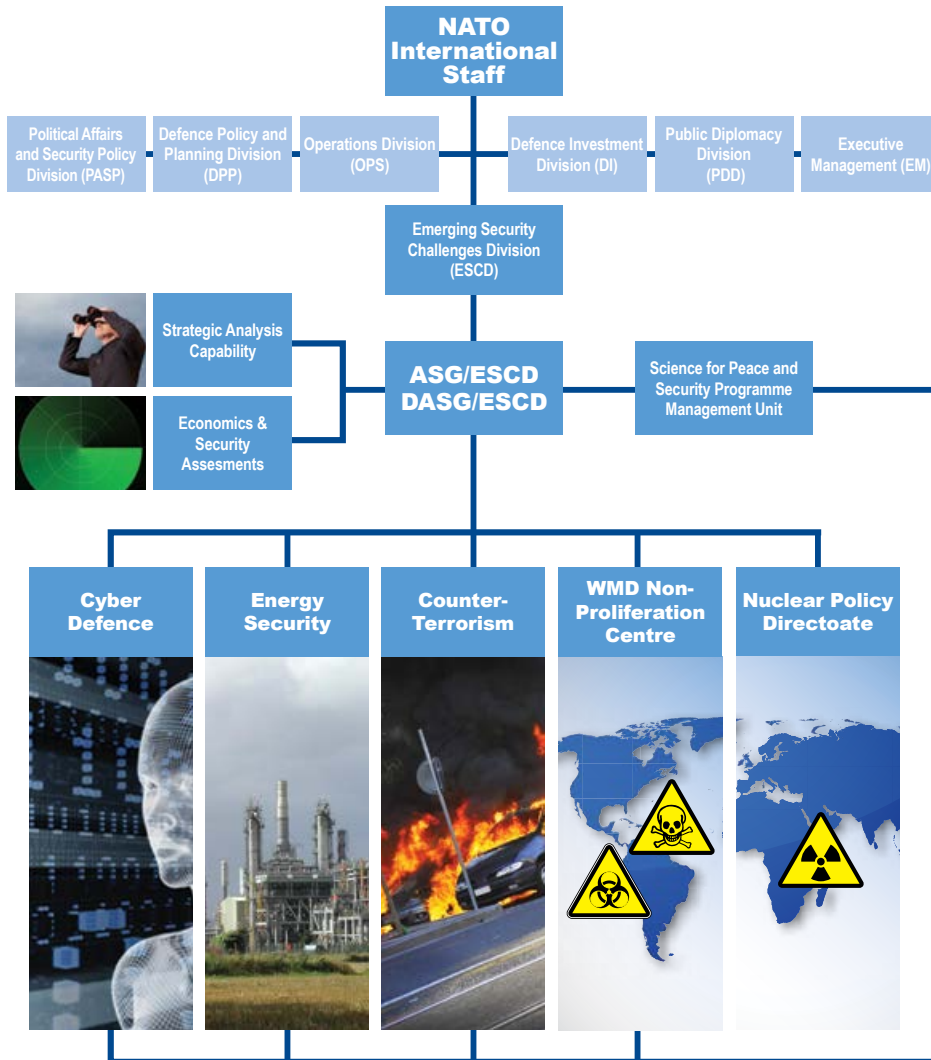 NATO
International
Staff
Political Affairs
and Security Policy
Division (PASP)
Defence Policy and
Planning Division
(DPP)
Operations Division
(OPS)
Defence Investment
Division (DI)
Public Diplomacy
Division
(PDD)
Executive
Management (EM)
Emerging Security
Challenges Division
(ESCD)
Strategic Analysis
Capability
ASG/ESCD
DASG/ESCD
Science for Peace and
Security Programme
Management Unit
Economics &
Security
Assesments
Cyber
Defence
Energy
Security
Counter-
Terrorism
WMD Non-
Proliferation
Centre
Nuclear Policy
Directoate